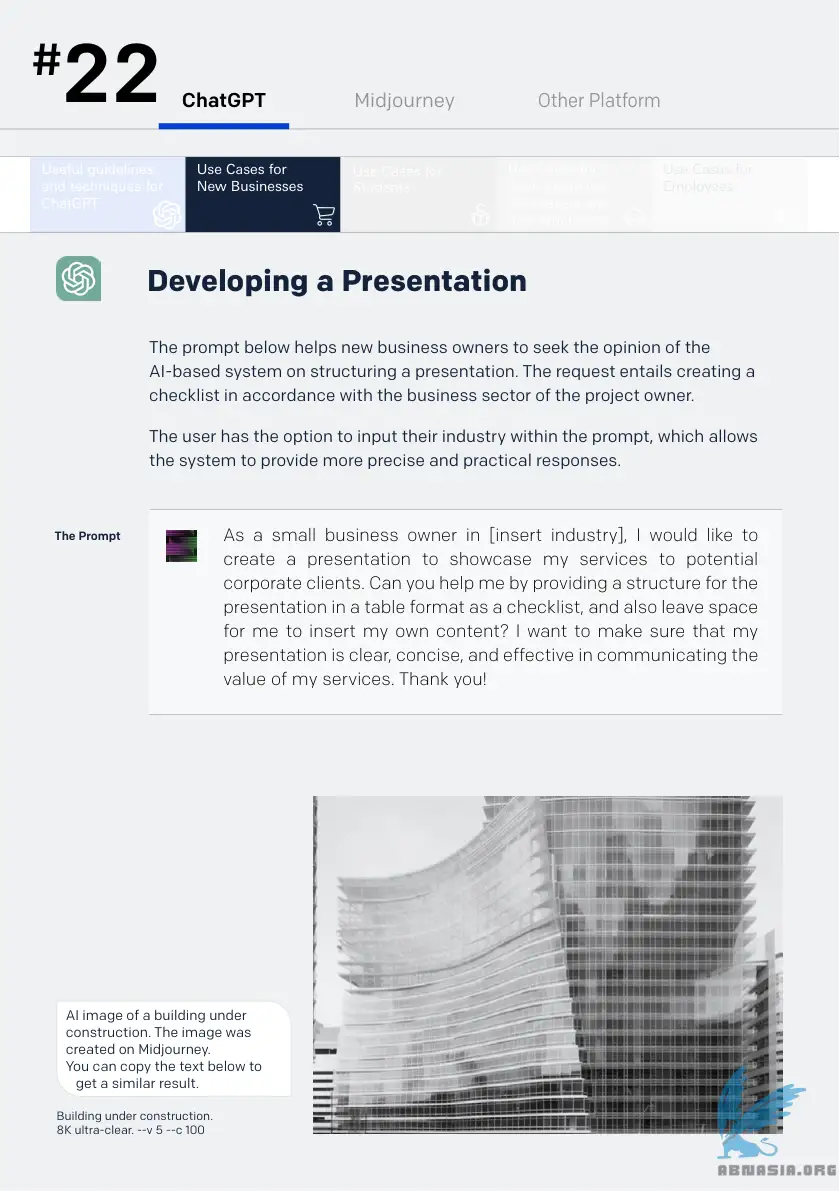 #22
ChatGPT
Midjourney
Other Platform
Useful guidelines
and techniques for
ChatGPT
Use Cases for
New Businesses
Use Cases for
Students
Use Cases for
Employees
Developing a Presentation
The prompt below helps new business owners to seek the opinion of the
AI-based system on structuring a presentation. The request entails creating a
checklist in accordance with the business sector of the project owner.
The user has the option to input their industry within the prompt, which allows
the system to provide more precise and practical responses.
The Prompt
As a small business owner in [insert industry], I would like to
create a presentation to showcase my services to potential
corporate clients. Can you help me by providing a structure for the
presentation in a table format as a checklist, and also leave space
for me to insert my own content? I want to make sure that my
presentation is clear, concise, and effective in communicating the
value of my services. Thank you!
AI image of a building under
construction. The image was
created on Midjourney.
You can copy the text below to
get a similar result.
Building under construction.
8K ultra-clear. --v 5 --c 100
ABNASIA.ORG